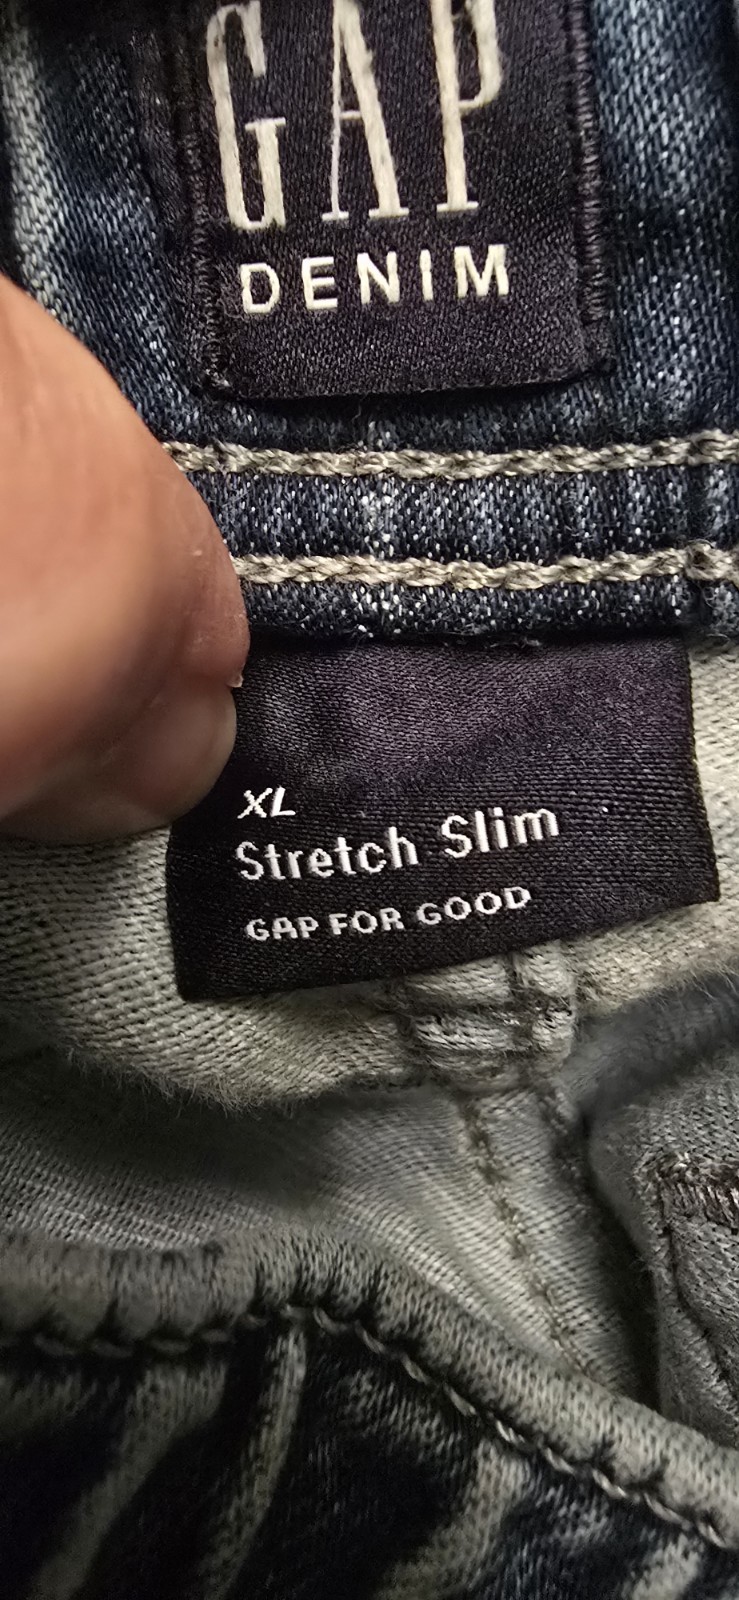 GAP
DENIM
XL
Stretch Slim
GAP FOR GOOD